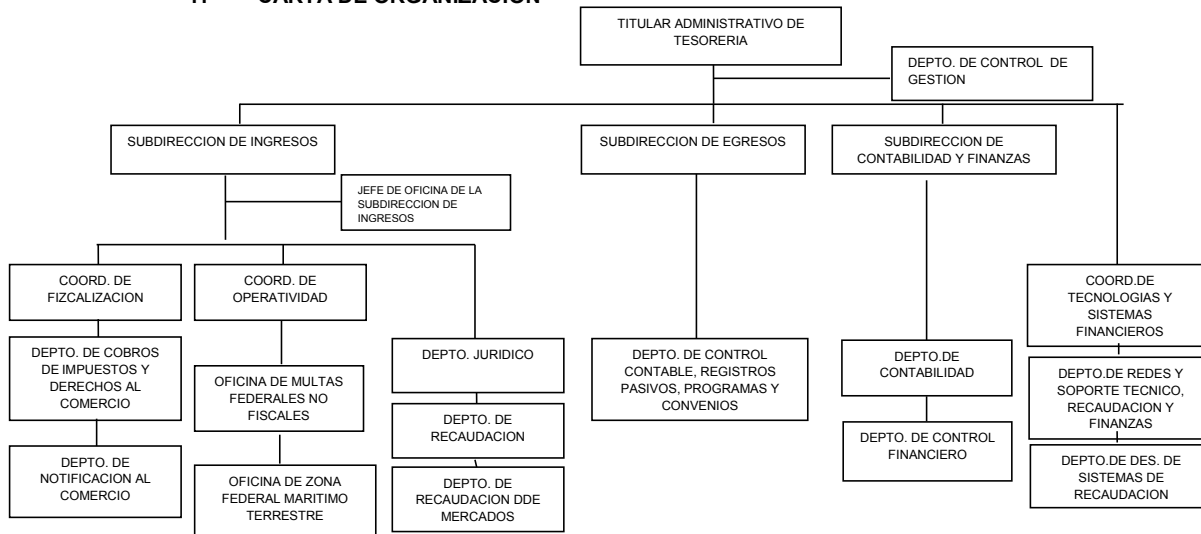 CARTA DE ORGANIZACIÓN
TITULAR ADMINISTRATIVO DE
TESORERIA
DEPTO. DE CONTROL DE
GESTION
SUBDIRECCION DE INGRESOS
SUBDIRECCION DE EGRESOS
SUBDIRECCION DE
CONTABILIDAD Y FINANZAS
JEFE DE OFICINA DE LA
SUBDIRECCION DE
INGRESOS
COORD. DE
FIZCALIZACION
COORD. DE
OPERATIVIDAD
COORD.DE
TECNOLOGIAS Y
SISTEMAS
FINANCIEROS
DEPTO. DE COBROS
DE IMPUESTOS Y
DERECHOS AL
COMERCIO
OFICINA DE MULTAS
FEDERALES NO
FISCALES
DEPTO. JURIDICO
DEPTO. DE CONTROL
CONTABLE, REGISTROS
PASIVOS, PROGRAMAS Y
CONVENIOS
DEPTO.DE
CONTABILIDAD
DEPTO.DE REDES Y
SOPORTE TECNICO,
RECAUDACION Y
FINANZAS
DEPTO. DE
RECAUDACION
DEPTO. DE CONTROL
FINANCIERO
DEPTO. DE
NOTIFICACION AL
COMERCIO
OFICINA DE ZONA
FEDERAL MARITIMO
TERRESTRE
DEPTO. DE
RECAUDACION DDE
MERCADOS
DEPTO.DE DES. DE
SISTEMAS DE
RECAUDACION